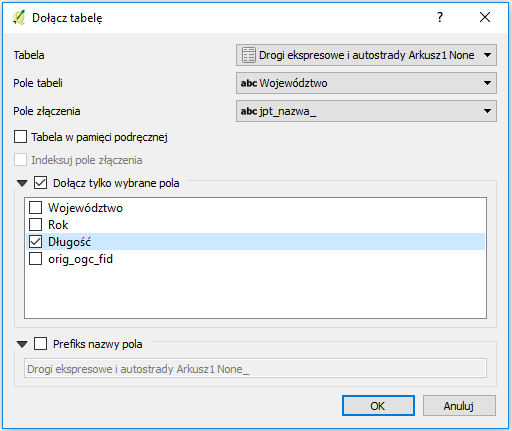 Dołącz tabelę
Tabela
Drogi ekspresowe i autostrady Arkusz1 None
Pole tabeli
abc Województwo
Pole złączenia
abc jpt_nazwa_
Tabela w pamięci podręcznej
Indeksuj pole złączenia
Dołącz tylko wybrane pola
Województwo
Rok
Długość
orig_ogc_fid
Prefiks nazwy pola
Drogi ekspresowe i autostrady Arkusz1 None_
OK
Anuluj